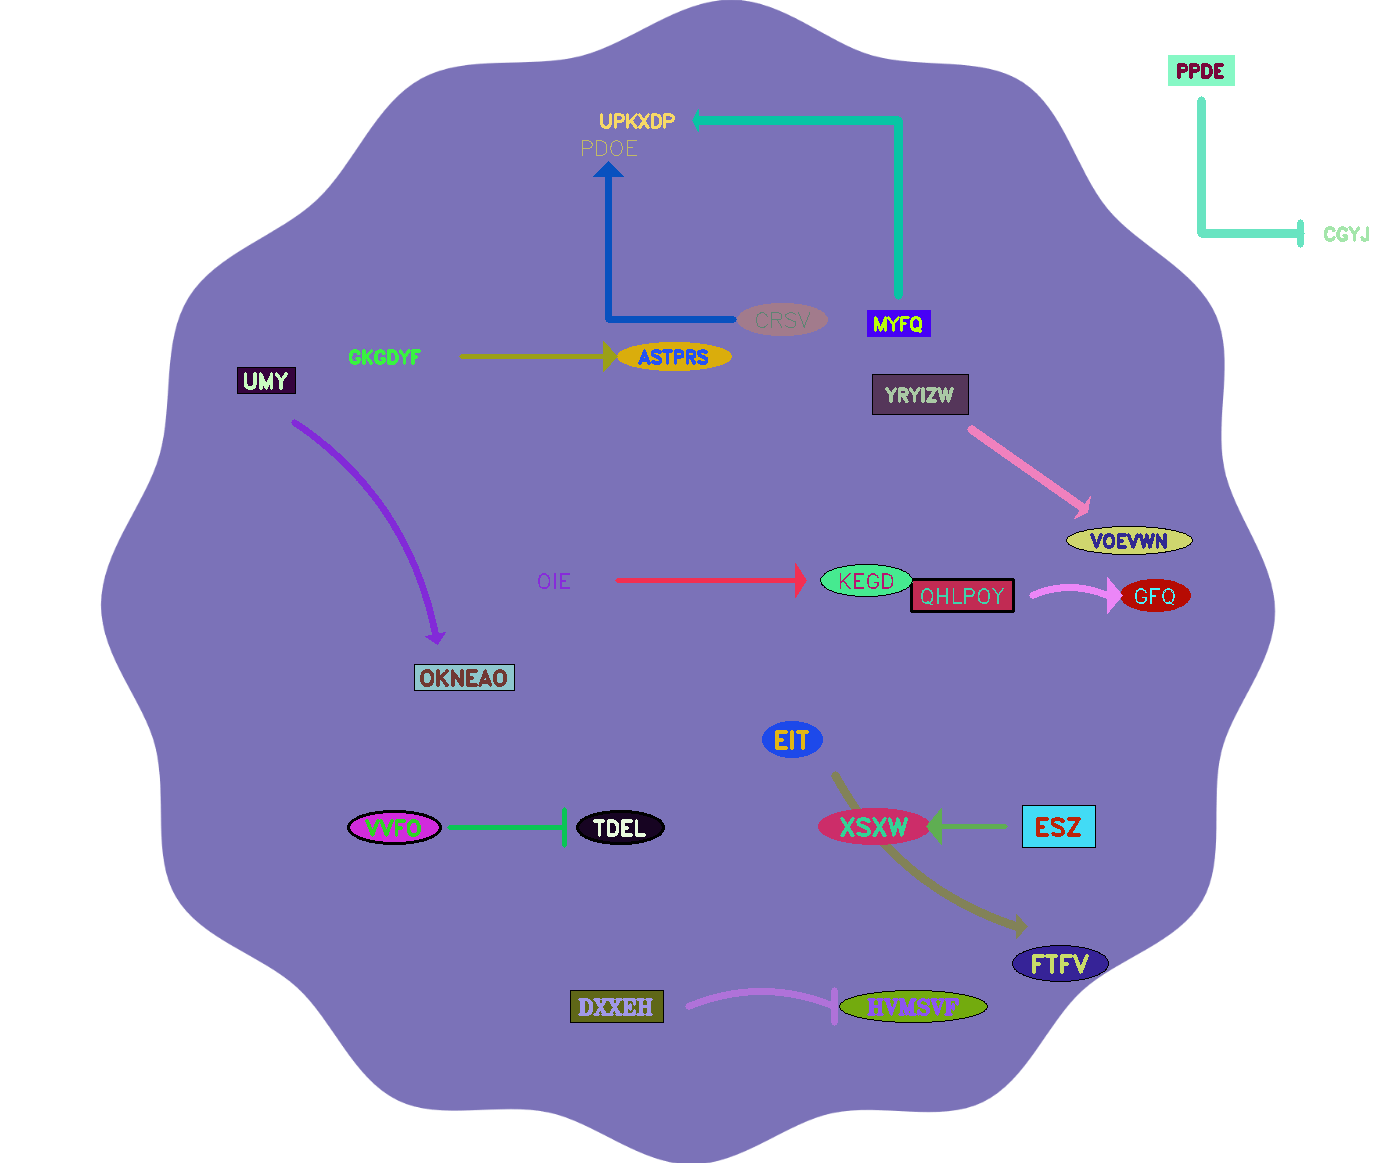 PPDE
UPKXDP
PDOE
CGYJ
CRSV
MYFQ
GKGDYF
ASTPRS
UMY
YRYIZW
VOEVWN
OIE
KEGD
QHLPOY
GFQ
OKNEAO
EIT
VVFO
TDEL
XSXW
ESZ
FTFV
DXXEH
HVMSVF